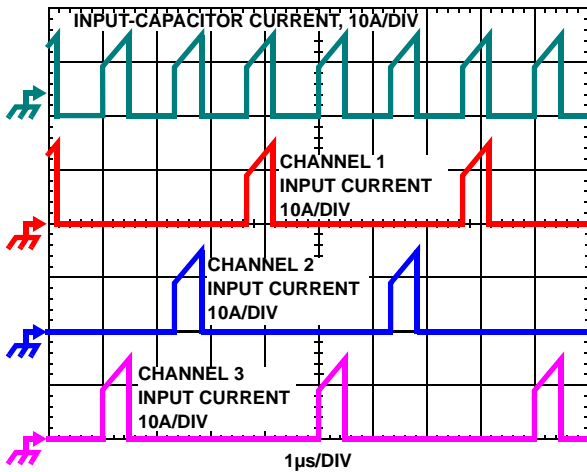 INPUT-CAPACITOR CURRENT, 10A/DIV
CHANNEL 1
INPUT CURRENT
10A/DIV
CHANNEL 2
INPUT CURRENT
10A/DIV
CHANNEL 3
INPUT CURRENT
10A/DIV
1µs/DIV